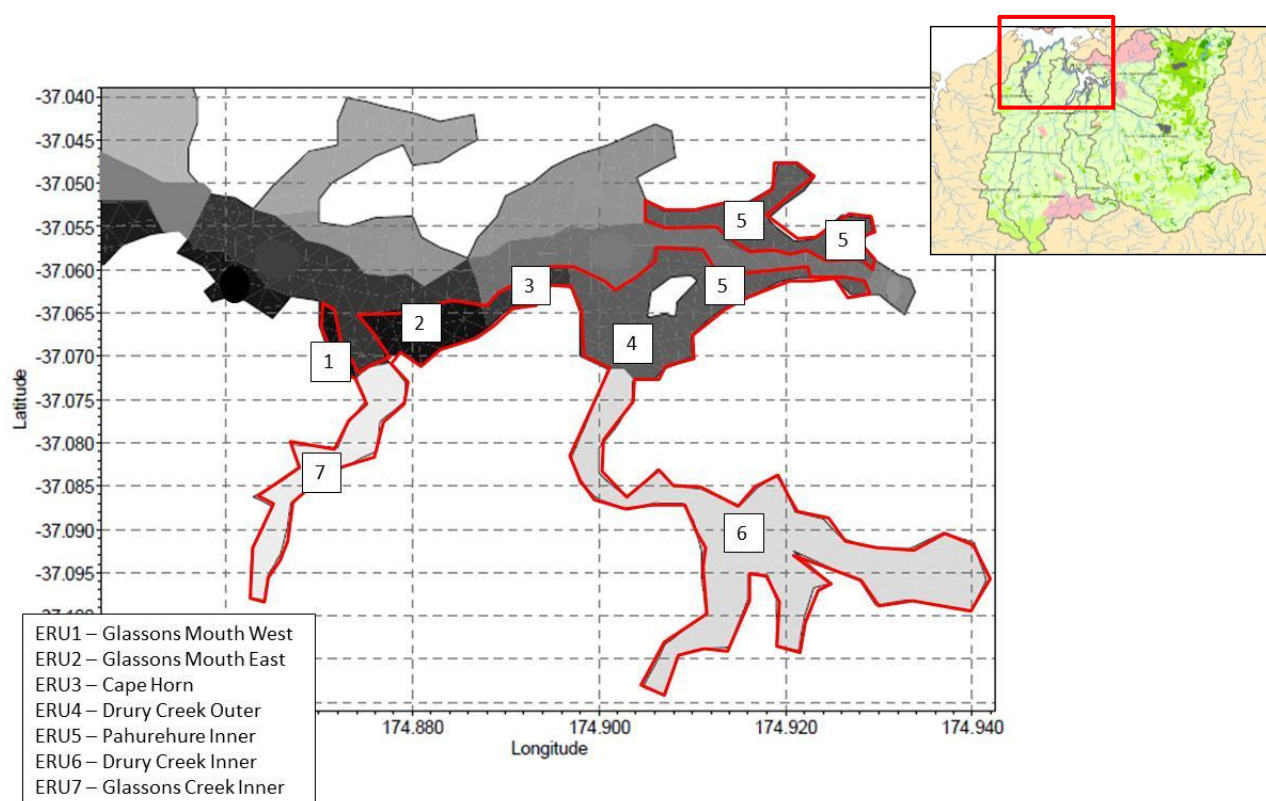 -37.040
-37.045
-37.050
-37.055
-37.060
-37.065
-37.070
-37.075
-37.080
-37.085
-37.090
-37.095
Latitude
5
5
3
5
2
4
1
7
6
174.880
174.900
174.920
174.940
Longitude
ERU1 – Glassons Mouth West
ERU2 – Glassons Mouth East
ERU3 – Cape Horn
ERU4 – Drury Creek Outer
ERU5 – Pahurehure Inner
ERU6 – Drury Creek Inner
ERU7 – Glassons Creek Inner